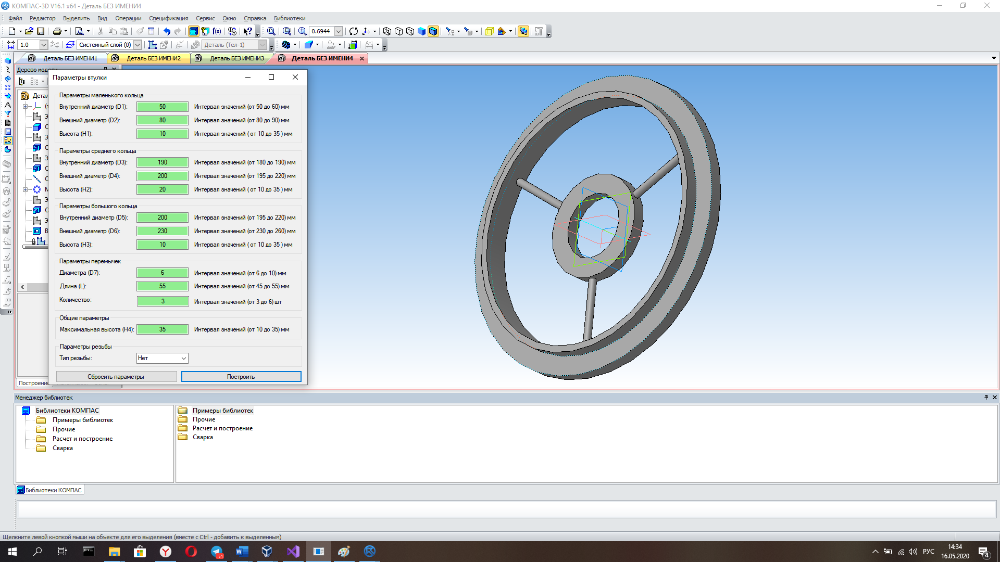 КОМПАС-3D V16.1 x64 - Деталь БЕЗ ИМЕНИ4
Файл Редактор Выделить Вид Операции Спецификация Сервис Окно Справка Библиотеки
f(x) 0.6944
1.0 Системный слой (0) Деталь (Тел-1)
Деталь БЕЗ ИМЕНИ1 Деталь БЕЗ ИМЕНИ2 Деталь БЕЗ ИМЕНИ3 Деталь БЕЗ ИМЕНИ4
Дерево
Параметры втулки
Параметры маленького кольца
Внутренний диаметр (D1): 50 Интервал значений (от 50 до 60) мм
Внешний диаметр (D2): 80 Интервал значений (от 80 до 90) мм
Высота (H1): 10 Интервал значений ( от 10 до 35 ) мм
Параметры среднего кольца
Внутренний диаметр (D3): 190 Интервал значений (от 180 до 190) мм
Внешний диаметр (D4): 200 Интервал значений (от 195 до 220) мм
Высота (H2): 20 Интервал значений ( от 10 до 35 ) мм
Параметры большого кольца
Внутренний диаметр (D5): 200 Интервал значений (от 195 до 220) мм
Внешний диаметр (D6): 230 Интервал значений (от 230 до 260) мм
Высота (H3): 10 Интервал значений ( от 10 до 35 ) мм
Параметры перемычек
Диаметра (D7): 6 Интервал значений (от 6 до 10) мм
Длина (L): 55 Интервал значений (от 45 до 55) мм
Количество: 3 Интервал значений (от 3 до 6) шт
Общие параметры
Максимальная высота (H4): 35 Интервал значений (от 10 до 35) мм
Параметры резьбы
Тип резьбы: Нет
Сбросить параметры Построить
Построение
Менеджер библиотек
Библиотеки КОМПАС
Примеры библиотек
Прочие
Расчет и построение
Сварка
Примеры библиотек
Прочие
Расчет и построение
Сварка
Библиотеки КОМПАС
Щелкните левой кнопкой мыши на объекте для его выделения (вместе с Ctrl - добавить к выделенным)
РУС
14:34
16.05.2020
4